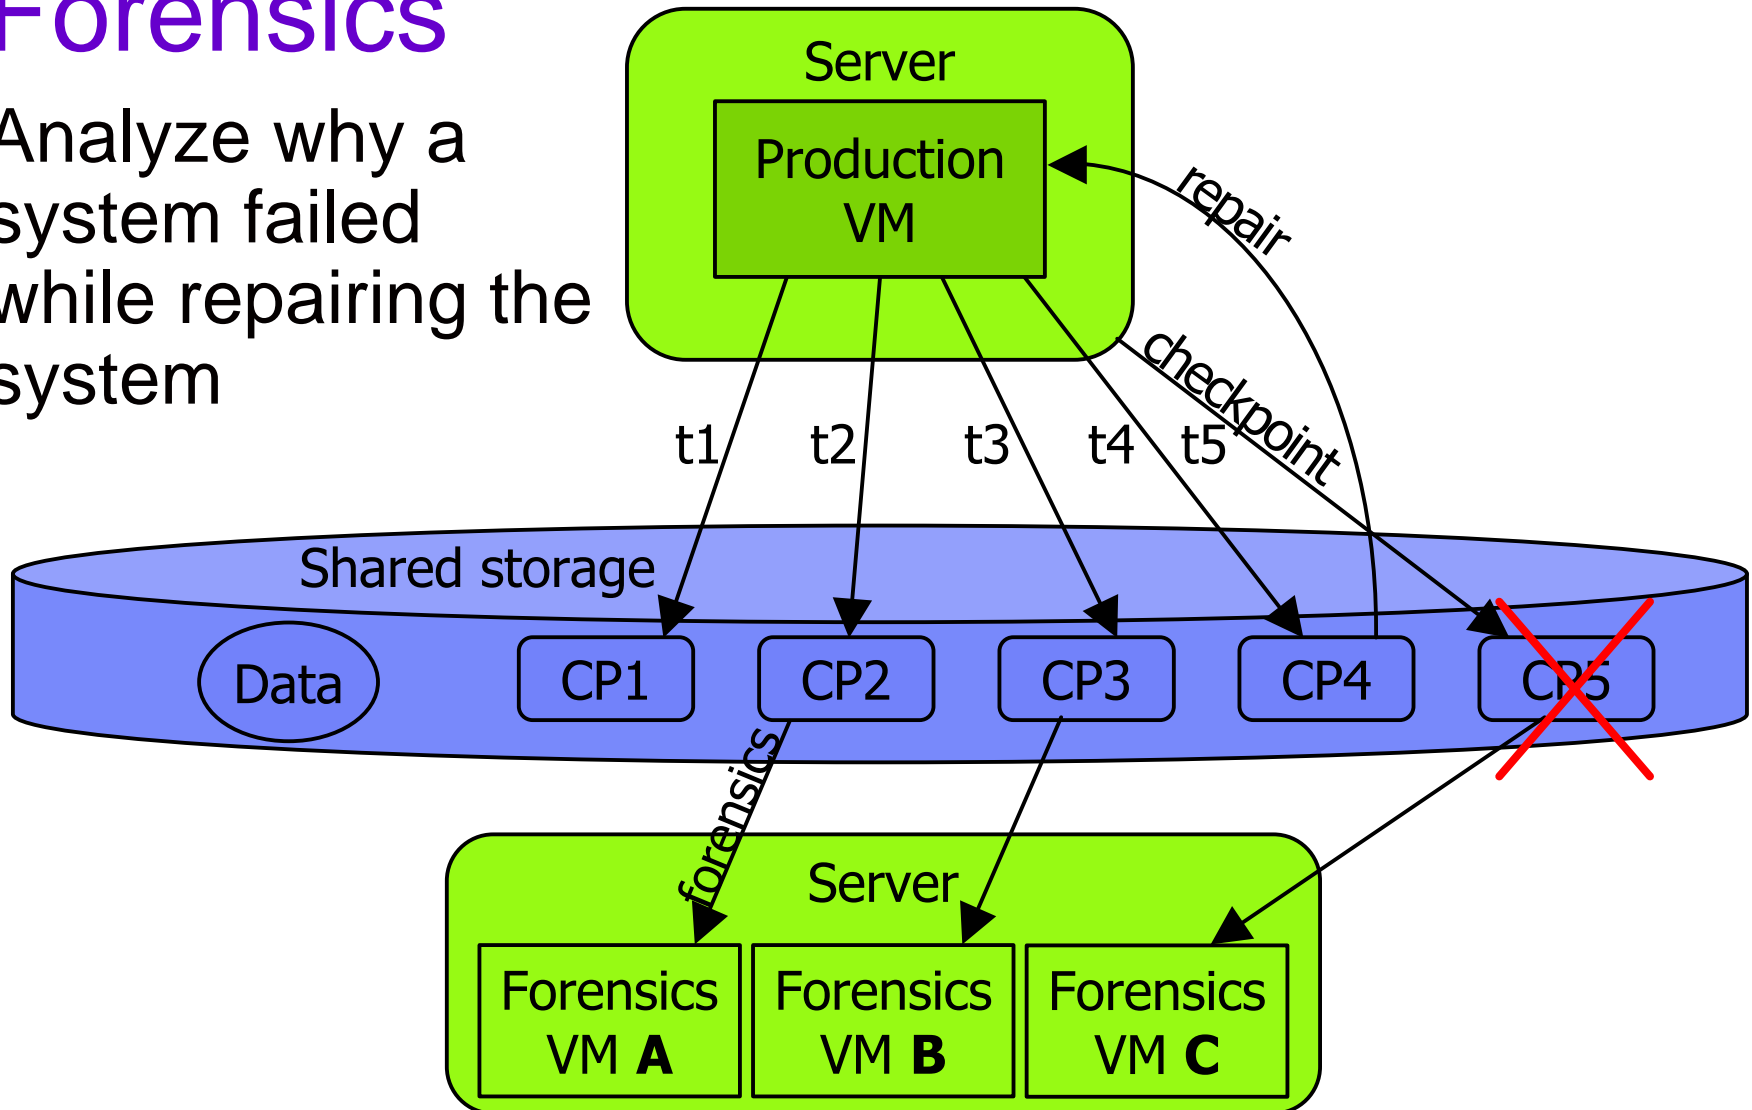 Forensics
Analyze why a
system failed
while repairing the
system
Server
Production
VM
repair
checkpoint
t1
t2
t3
t4
t5
Shared storage
Data
CP1
CP2
CP3
CP4
CP5
forensics
Server
Forensics
VM A
Forensics
VM B
Forensics
VM C